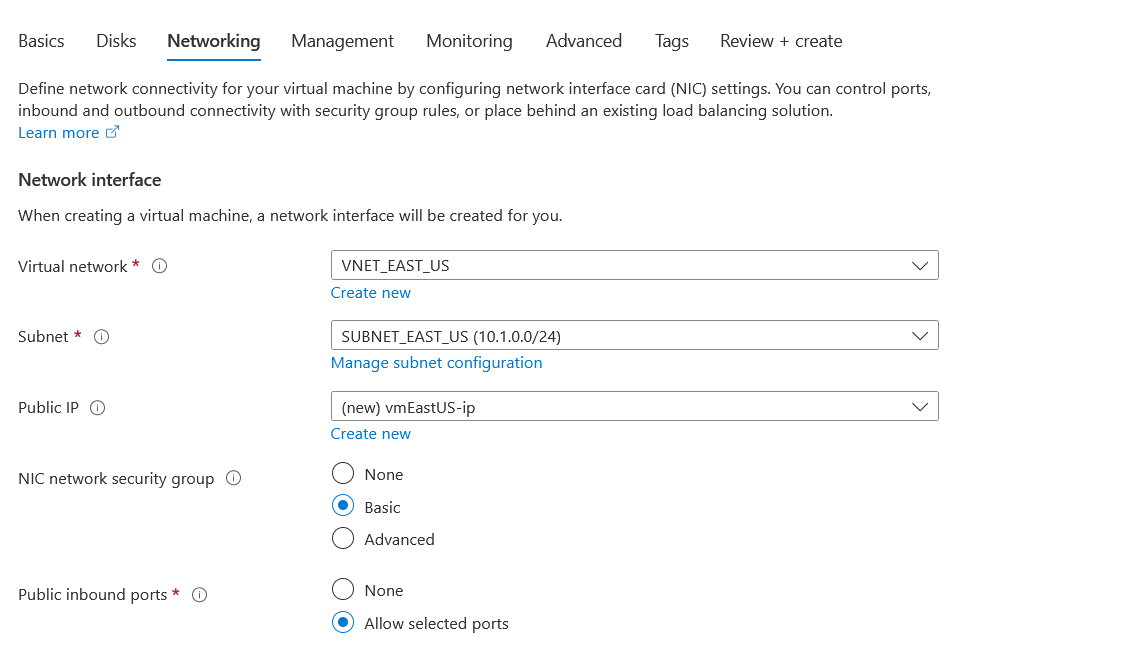 Basics Disks Networking Management Monitoring Advanced Tags Review + create
Define network connectivity for your virtual machine by configuring network interface card (NIC) settings. You can control ports,
inbound and outbound connectivity with security group rules, or place behind an existing load balancing solution.
Learn more
Network interface
When creating a virtual machine, a network interface will be created for you.
Virtual network * VNET_EAST_US
Create new
Subnet * SUBNET_EAST_US (10.1.0.0/24)
Manage subnet configuration
Public IP (new) vmEastUS-ip
Create new
NIC network security group None
Basic
Advanced
Public inbound ports * None
Allow selected ports